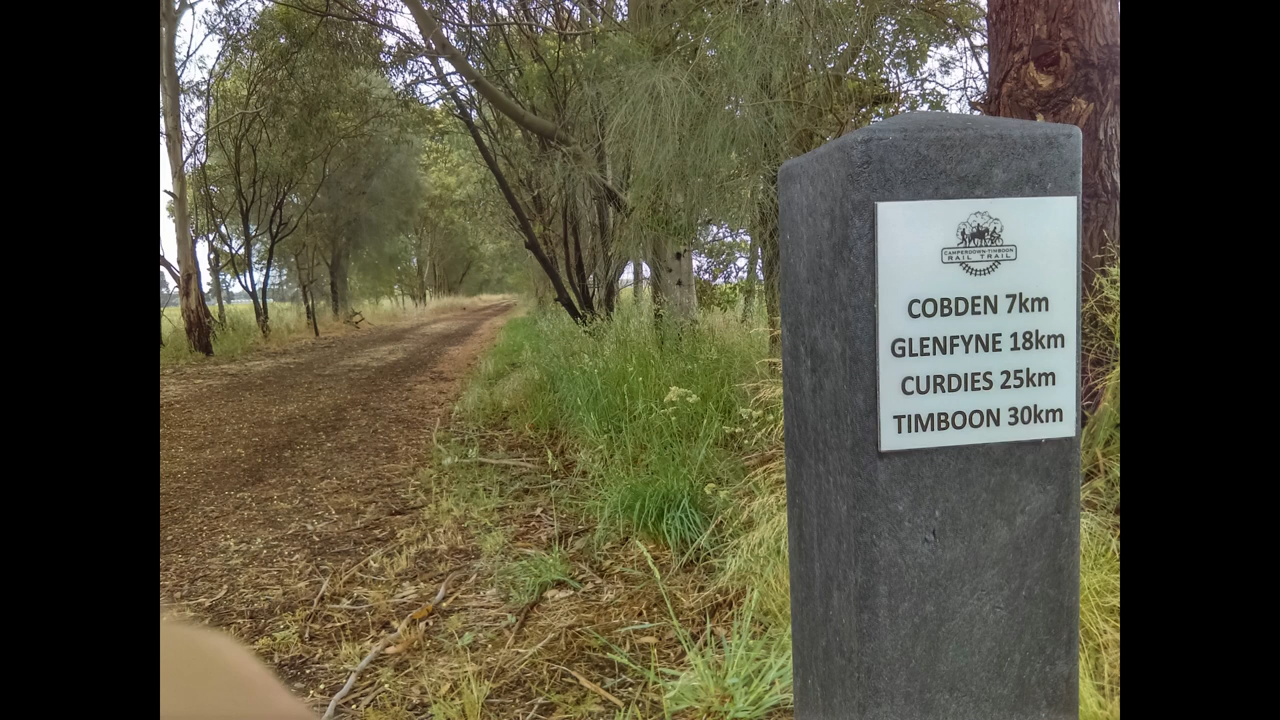 CAMPERDOWN-TIMBOON
RAIL TRAIL
COBDEN 7km
GLENFYNE 18km
CURDIES 25km
TIMBOON 30km